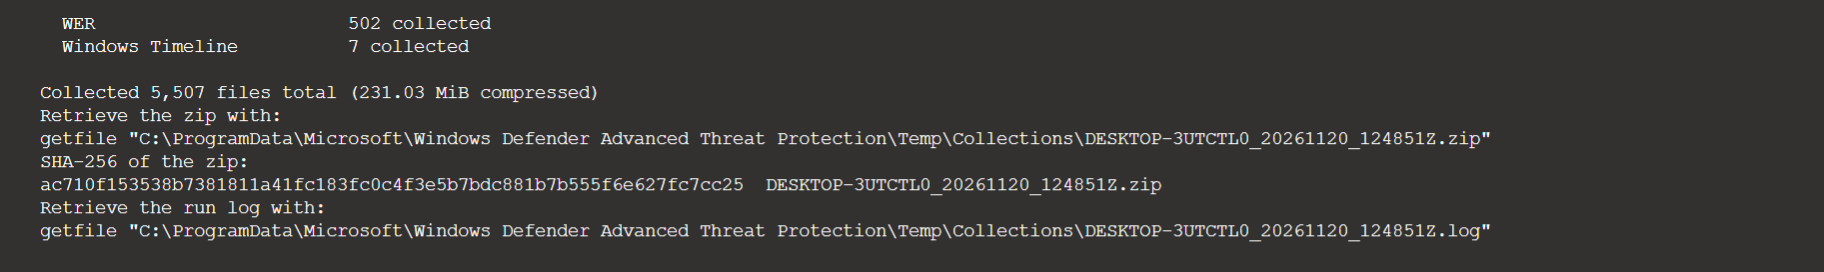 WER                       502 collected
Windows Timeline          7 collected
Collected 5,507 files total (231.03 MiB compressed)
Retrieve the zip with:
getfile "C:\ProgramData\Microsoft\Windows Defender Advanced Threat Protection\Temp\Collections\DESKTOP-3UTCTL0_20261120_124851Z.zip"
SHA-256 of the zip:
ac710f153538b7381811a41fc183fc0c4f3e5b7bdc881b7b555f6e627fc7cc25  DESKTOP-3UTCTL0_20261120_124851Z.zip
Retrieve the run log with:
getfile "C:\ProgramData\Microsoft\Windows Defender Advanced Threat Protection\Temp\Collections\DESKTOP-3UTCTL0_20261120_124851Z.log"